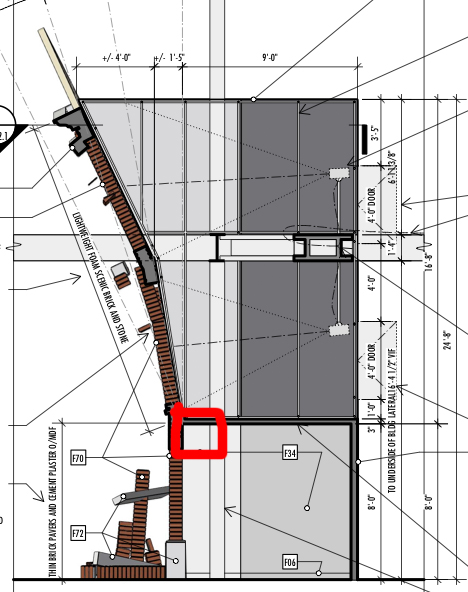 +/- 4'-0"
+/- 1'-5"
9'-0"
2.1
3'-5"
6'-11 3/8"
4'-0" DOOR
1'-4"
16'-8"
4'-0"
24'-8"
4'-0" DOOR
TO UNDERSIDE OF BLDG LATERAL
16'-4 1/2" VIF
1'-0"
3"
8'-0"
8'-0"
LIGHTWEIGHT FOAM SCENIC BRICK AND STONE
THIN BRICK PAVERS AND CEMENT PLASTER O/MDF
F70
F34
F72
F06